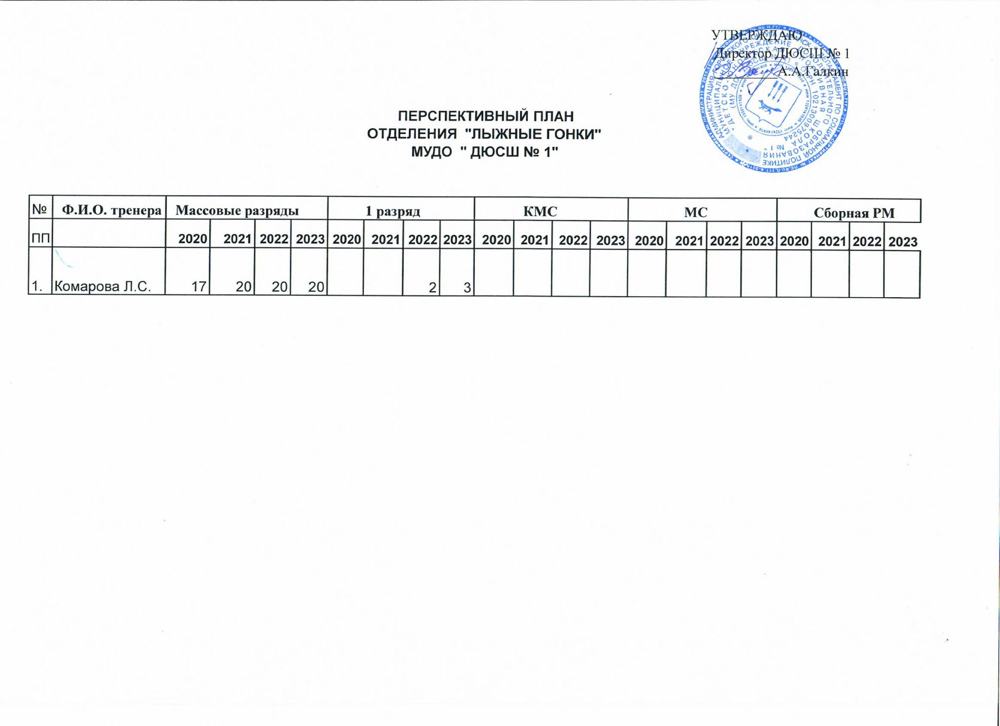 УТВЕРЖДАЮ
Директор ДЮСШ № 1
_________А.А.Галкин
ПЕРСПЕКТИВНЫЙ ПЛАН
ОТДЕЛЕНИЯ "ЛЫЖНЫЕ ГОНКИ"
МУДО " ДЮСШ № 1"
№ Ф.И.О. тренера Массовые разряды 1 разряд КМС МС Сборная РМ
ПП 2020 2021 2022 2023 2020 2021 2022 2023 2020 2021 2022 2023 2020 2021 2022 2023 2020 2021 2022 2023
1. Комарова Л.С. 17 20 20 20 2 3